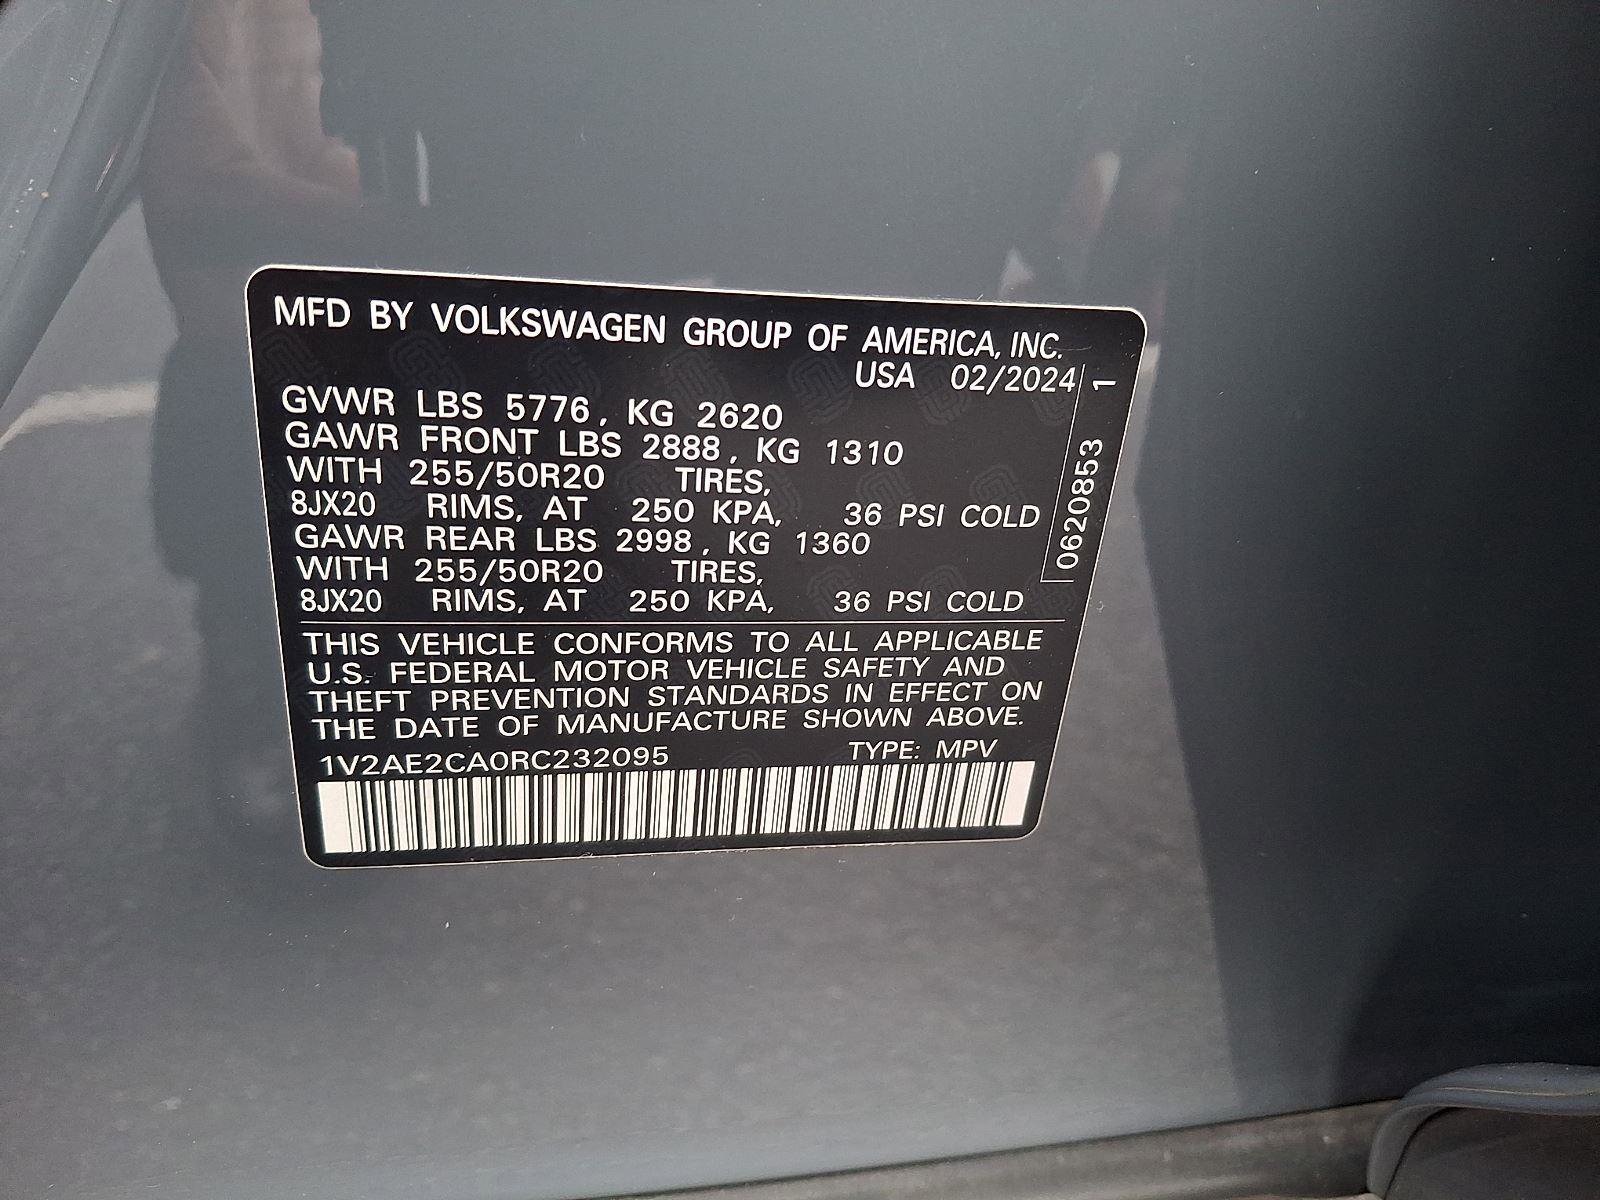 MFD BY VOLKSWAGEN GROUP OF AMERICA, INC.
USA 02/2024
GVWR LBS 5776, KG 2620
GAWR FRONT LBS 2888, KG 1310
WITH 255/50R20 TIRES,
8JX20 RIMS, AT 250 KPA, 36 PSI COLD
GAWR REAR LBS 2998, KG 1360
WITH 255/50R20 TIRES,
8JX20 RIMS, AT 250 KPA, 36 PSI COLD
0620853 1
THIS VEHICLE CONFORMS TO ALL APPLICABLE
U.S. FEDERAL MOTOR VEHICLE SAFETY AND
THEFT PREVENTION STANDARDS IN EFFECT ON
THE DATE OF MANUFACTURE SHOWN ABOVE.
1V2AE2CA0RC232095 TYPE: MPV